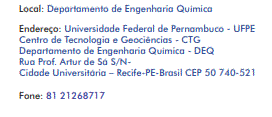 Local: Departamento de Engenharia Química
Endereço: Universidade Federal de Pernambuco - UFPE
Centro de Tecnologia e Geociências - CTG
Departamento de Engenharia Química - DEQ
Rua Prof. Artur de Sá S/N-
Cidade Universitária – Recife-PE-Brasil CEP 50 740-521
Fone: 81 21268717